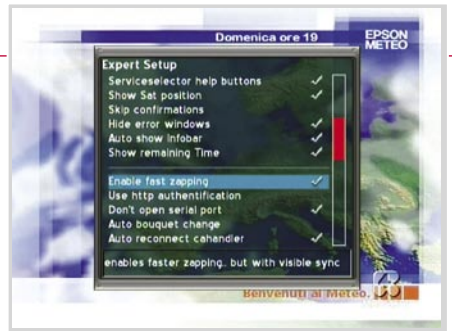 Domenica ore 19
EPSON
METEO
Expert Setup
Serviceselector help buttons
Show Sat position
Skip confirmations
Hide error windows
Auto show Infobar
Show remaining Time
Enable fast zapping
Use http authentification
Don't open serial port
Auto bouquet change
Auto reconnect cahandler
enables faster zapping.. but with visible sync
Benvenuti al Meteo.